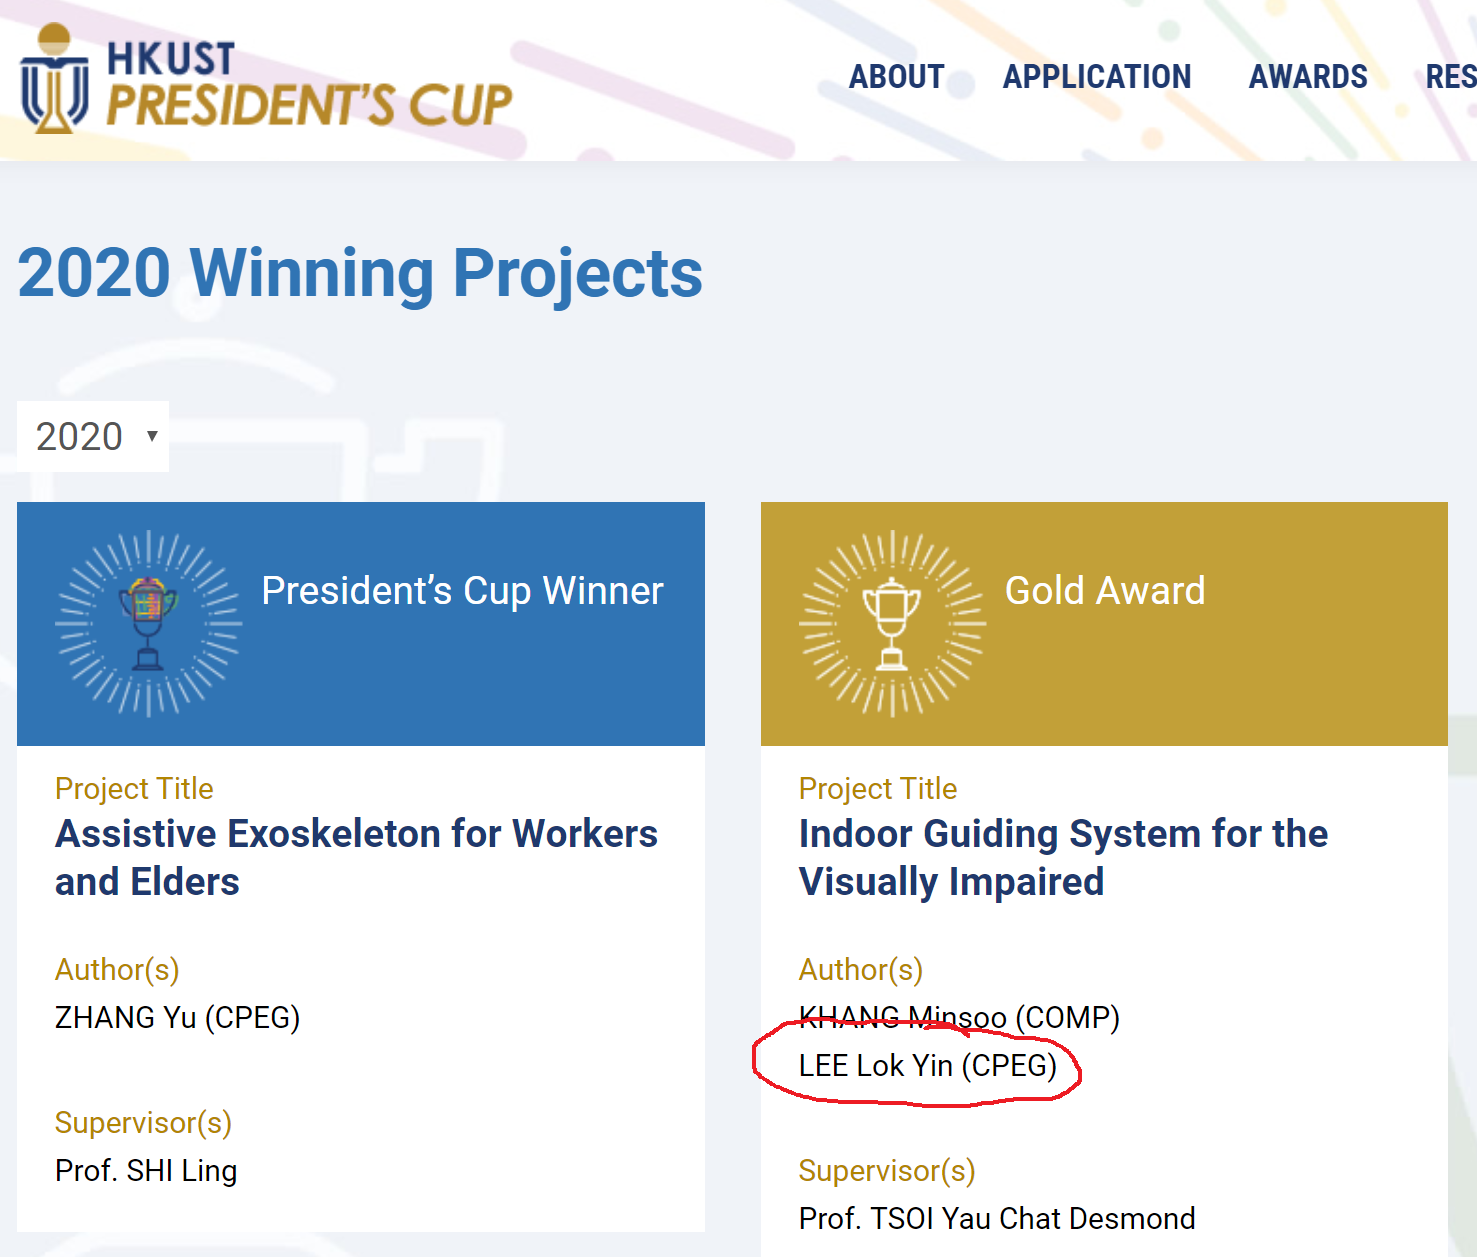 HKUST
PRESIDENT'S CUP
ABOUT APPLICATION AWARDS RES
2020 Winning Projects
2020
President’s Cup Winner
Project Title
Assistive Exoskeleton for Workers
and Elders
Author(s)
ZHANG Yu (CPEG)
Supervisor(s)
Prof. SHI Ling
Gold Award
Project Title
Indoor Guiding System for the
Visually Impaired
Author(s)
KHANG Minsoo (COMP)
LEE Lok Yin (CPEG)
Supervisor(s)
Prof. TSOI Yau Chat Desmond